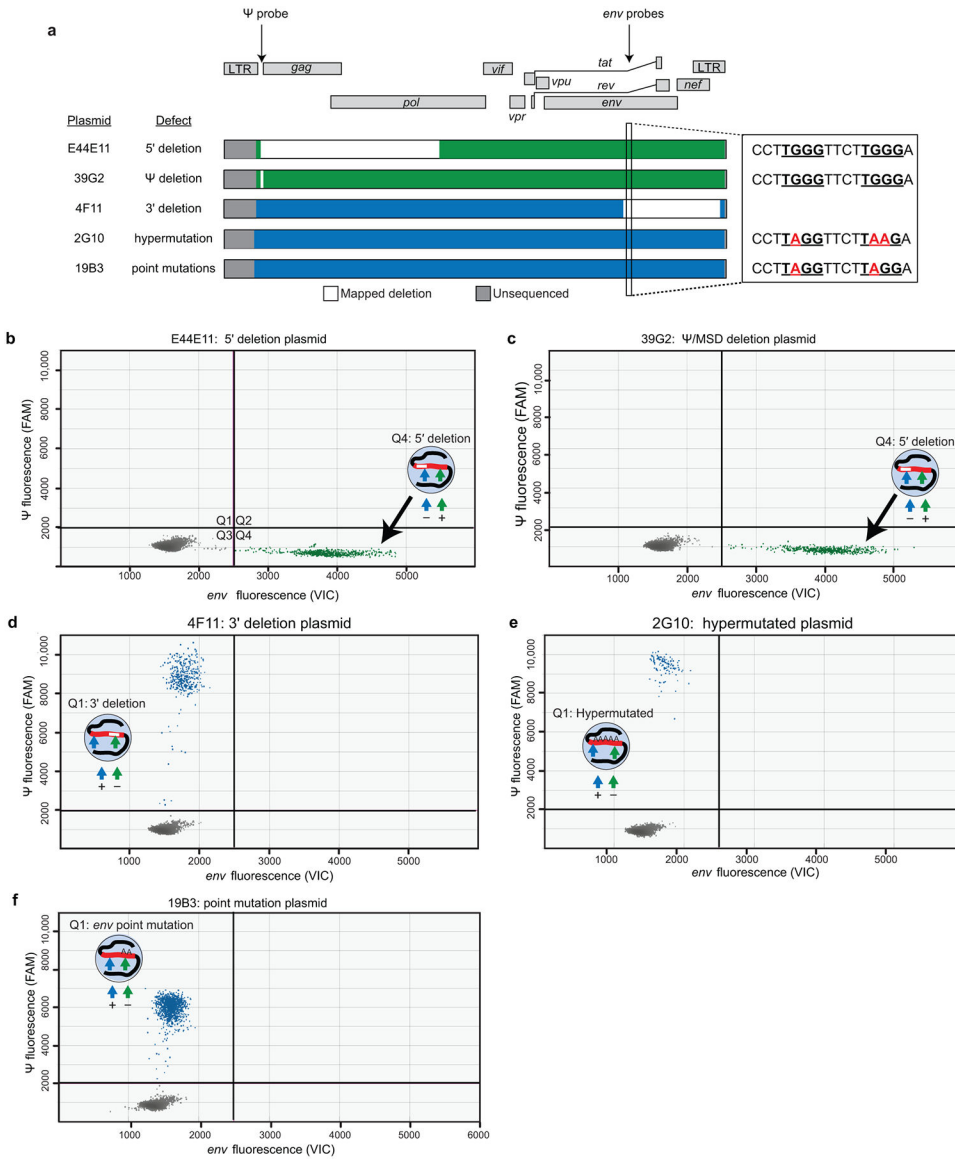 Ψ probe
env probes
a
LTR
gag
vif
tat
LTR
vpu
rev
nef
pol
vpr
env
Plasmid Defect
E44E11 5′ deletion
CCTTGGGTTCTTGGGA
39G2 Ψ deletion
CCTTGGGTTCTTGGGA
4F11 3′ deletion
2G10 hypermutation
CCTTAGGTTCTTAAGA
19B3 point mutations
CCTTAGGTTCTTAGGA
Mapped deletion
Unsequenced
b
E44E11: 5′ deletion plasmid
Ψ fluorescence (FAM)
10,000
8000
6000
4000
2000
Q4: 5′ deletion
− +
Q1 Q2
Q3 Q4
1000 2000 3000 4000 5000
env fluorescence (VIC)
c
39G2: Ψ/MSD deletion plasmid
Ψ fluorescence (FAM)
10,000
8000
6000
4000
2000
Q4: 5′ deletion
− +
1000 2000 3000 4000 5000
env fluorescence (VIC)
d
4F11: 3′ deletion plasmid
Ψ fluorescence (FAM)
10,000
8000
6000
4000
2000
Q1: 3′ deletion
+ −
1000 2000 3000 4000 5000
env fluorescence (VIC)
e
2G10: hypermutated plasmid
Ψ fluorescence (FAM)
10,000
8000
6000
4000
2000
Q1: Hypermutated
AAAAA
+ −
1000 2000 3000 4000 5000
env fluorescence (VIC)
f
19B3: point mutation plasmid
Ψ fluorescence (FAM)
10,000
8000
6000
4000
2000
Q1: env point mutation
AA
+ −
1000 2000 3000 4000 5000 6000
env fluorescence (VIC)